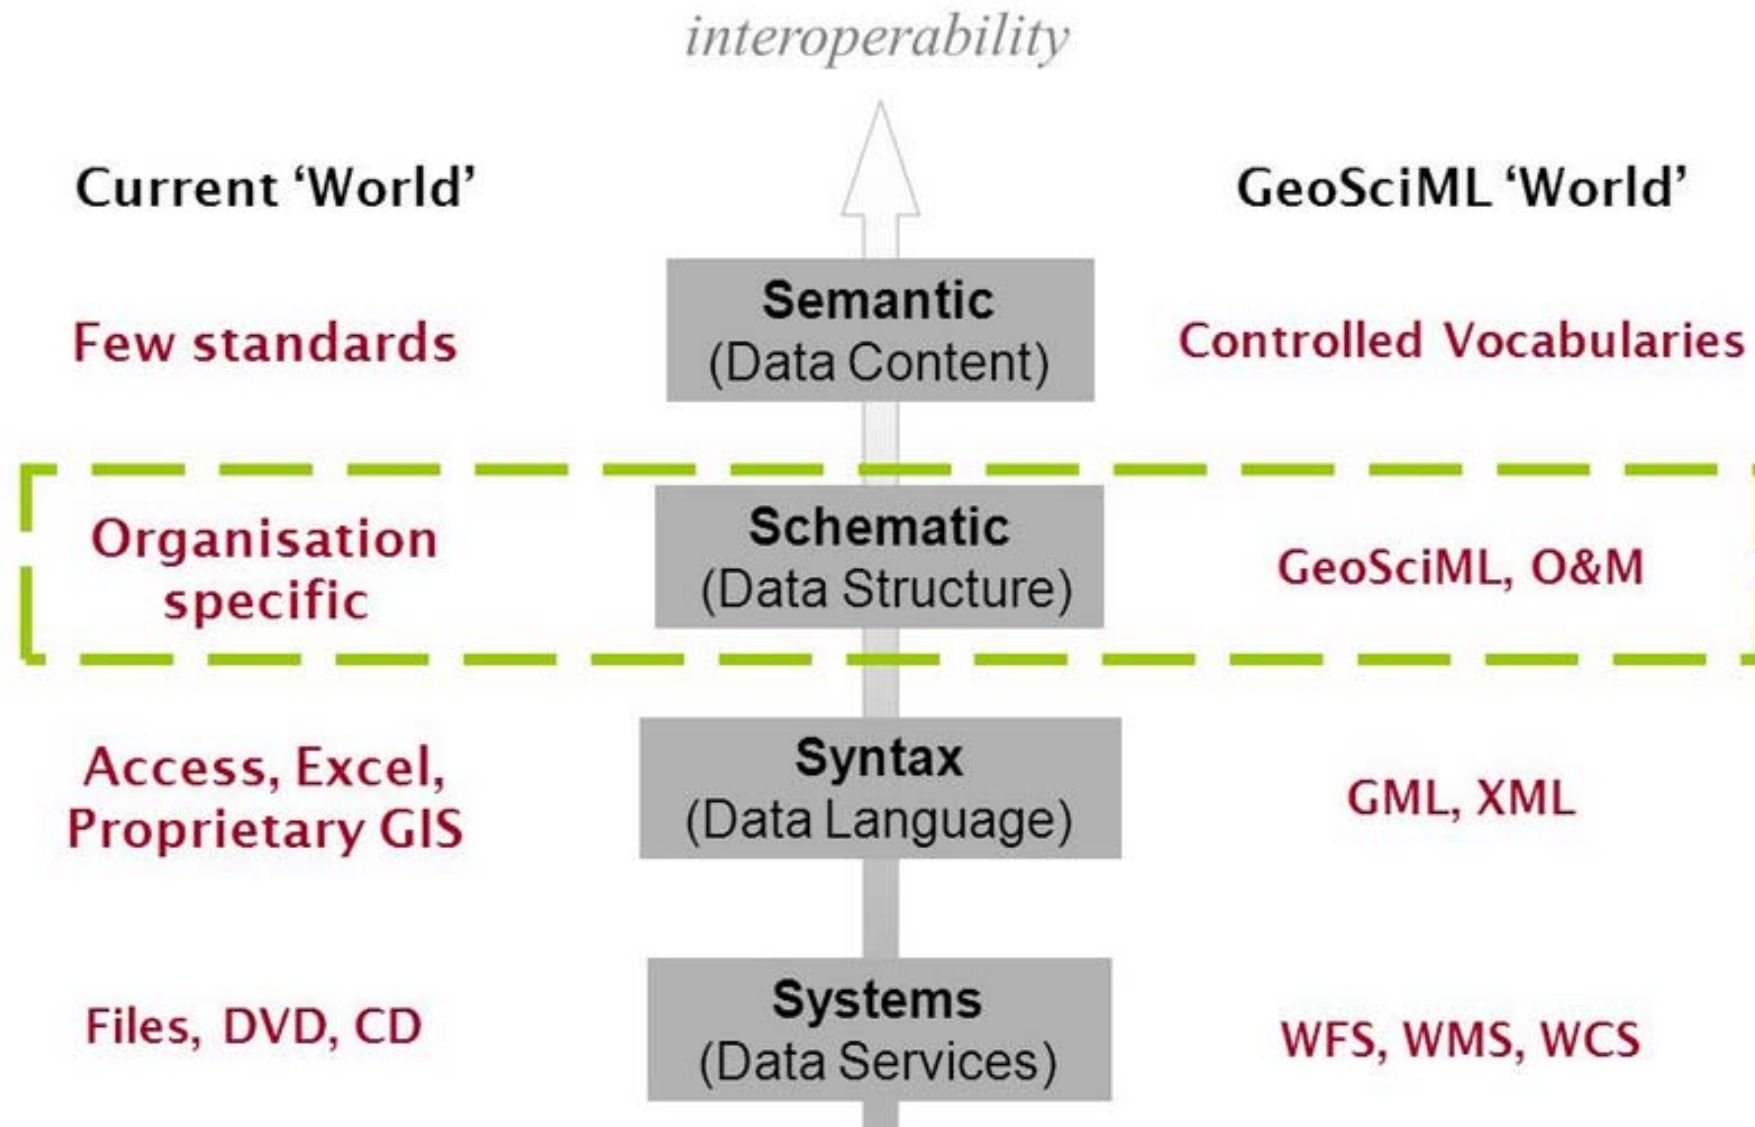 interoperability
Current ‘World’
GeoSciML ‘World’
Semantic
(Data Content)
Few standards
Controlled Vocabularies
Organisation
specific
Schematic
(Data Structure)
GeoSciML, O&M
Access, Excel,
Proprietary GIS
Syntax
(Data Language)
GML, XML
Files, DVD, CD
Systems
(Data Services)
WFS, WMS, WCS